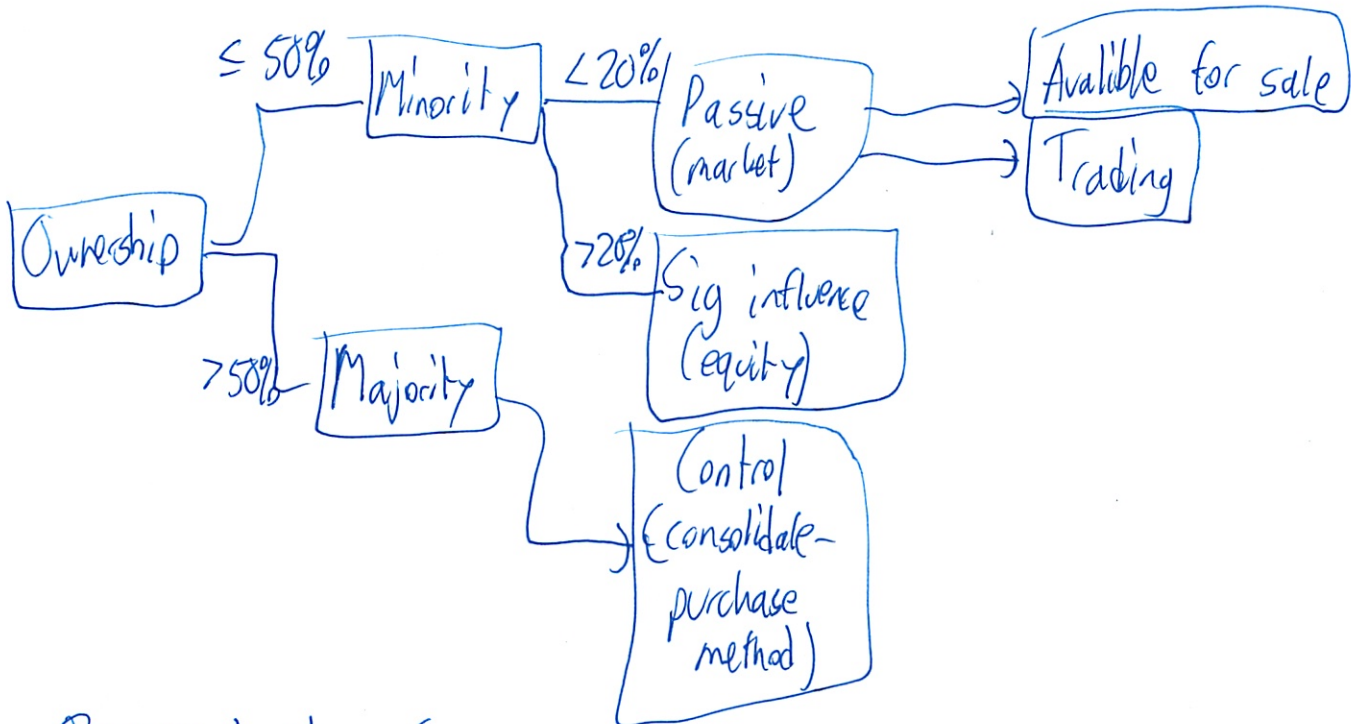 ≤ 50%
Minority
<20%
Passive
(market)
Avalible for sale
Trading
Ownership
>20%
Sig influence
(equity)
>50%
Majority
Control
(consolidate-
purchase
method)